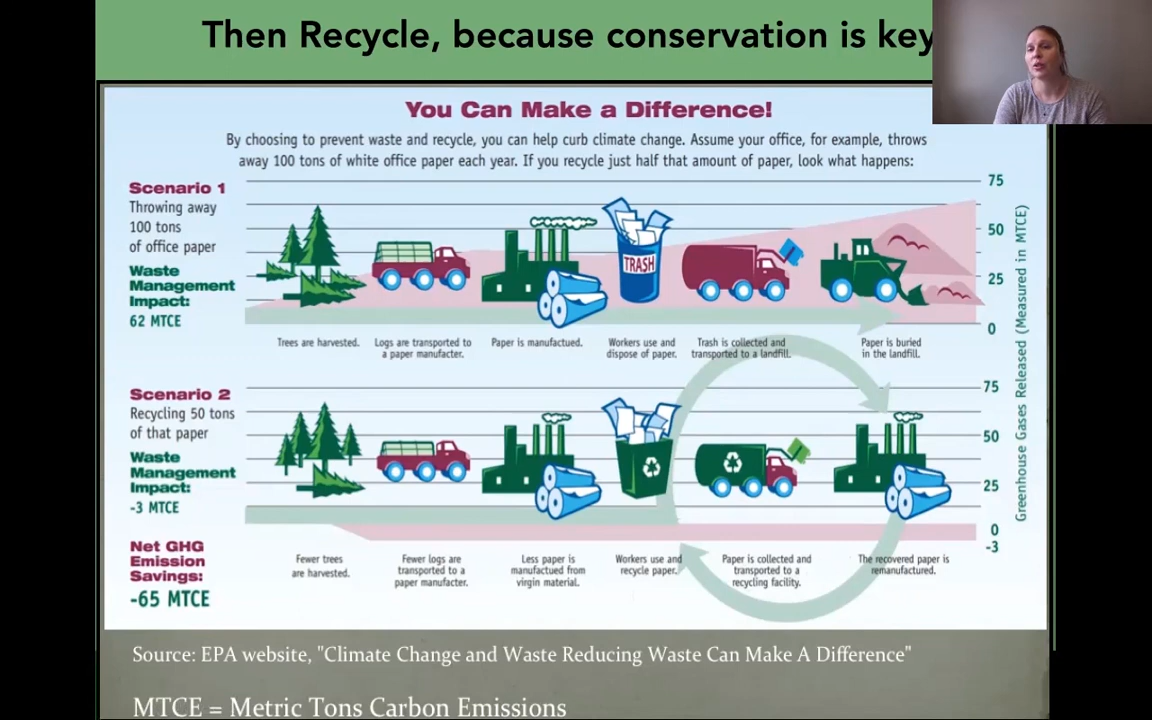 Then Recycle, because conservation is key
You Can Make a Difference!
By choosing to prevent waste and recycle, you can help curb climate change. Assume your office, for example, throws
away 100 tons of white office paper each year. If you recycle just half that amount of paper, look what happens:
Scenario 1
Throwing away
100 tons
of office paper
Waste
Management
Impact:
62 MTCE
TRASH
75
50
25
0
Trees are harvested.
Logs are transported to
a paper manufacter.
Paper is manufactued.
Workers use and
dispose of paper.
Trash is collected and
transported to a landfill.
Paper is buried
in the landfill.
Scenario 2
Recycling 50 tons
of that paper
Waste
Management
Impact:
-3 MTCE
75
50
25
0
-3
Greenhouse Gases Released (Measured in MTCE)
Net GHG
Emission
Savings:
-65 MTCE
Fewer trees
are harvested.
Fewer logs are
transported to a
paper manufacter.
Less paper is
manufactued from
virgin material.
Workers use and
recycle paper.
Paper is collected and
transported to a
recycling facility.
The recovered paper is
remanufactured.
Source: EPA website, "Climate Change and Waste Reducing Waste Can Make A Difference"
MTCE = Metric Tons Carbon Emissions